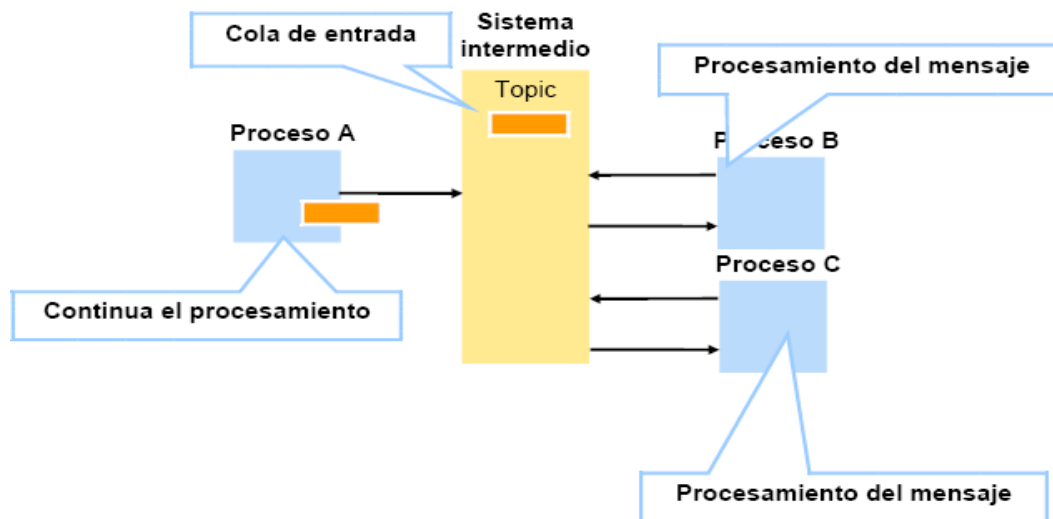 Sistema
intermedio
Cola de entrada
Procesamiento del mensaje
Topic
Proceso A
Proceso B
Proceso C
Continua el procesamiento
Procesamiento del mensaje